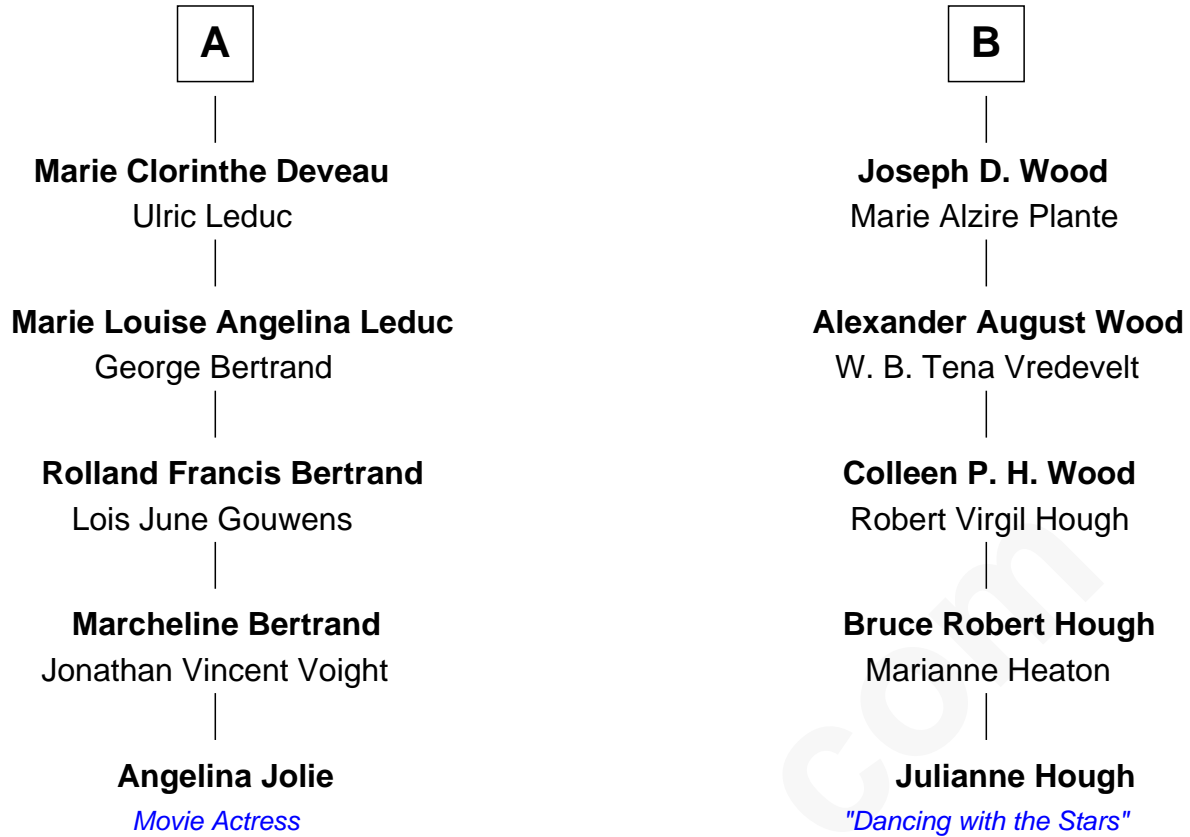 A
Marie Clorinthe Deveau
Ulric Leduc
Marie Louise Angelina Leduc
George Bertrand
Rolland Francis Bertrand
Lois June Gouwens
Marcheline Bertrand
Jonathan Vincent Voight
Angelina Jolie
Movie Actress
B
Joseph D. Wood
Marie Alzire Plante
Alexander August Wood
W. B. Tena Vredevelt
Colleen P. H. Wood
Robert Virgil Hough
Bruce Robert Hough
Marianne Heaton
Julianne Hough
"Dancing with the Stars"
com